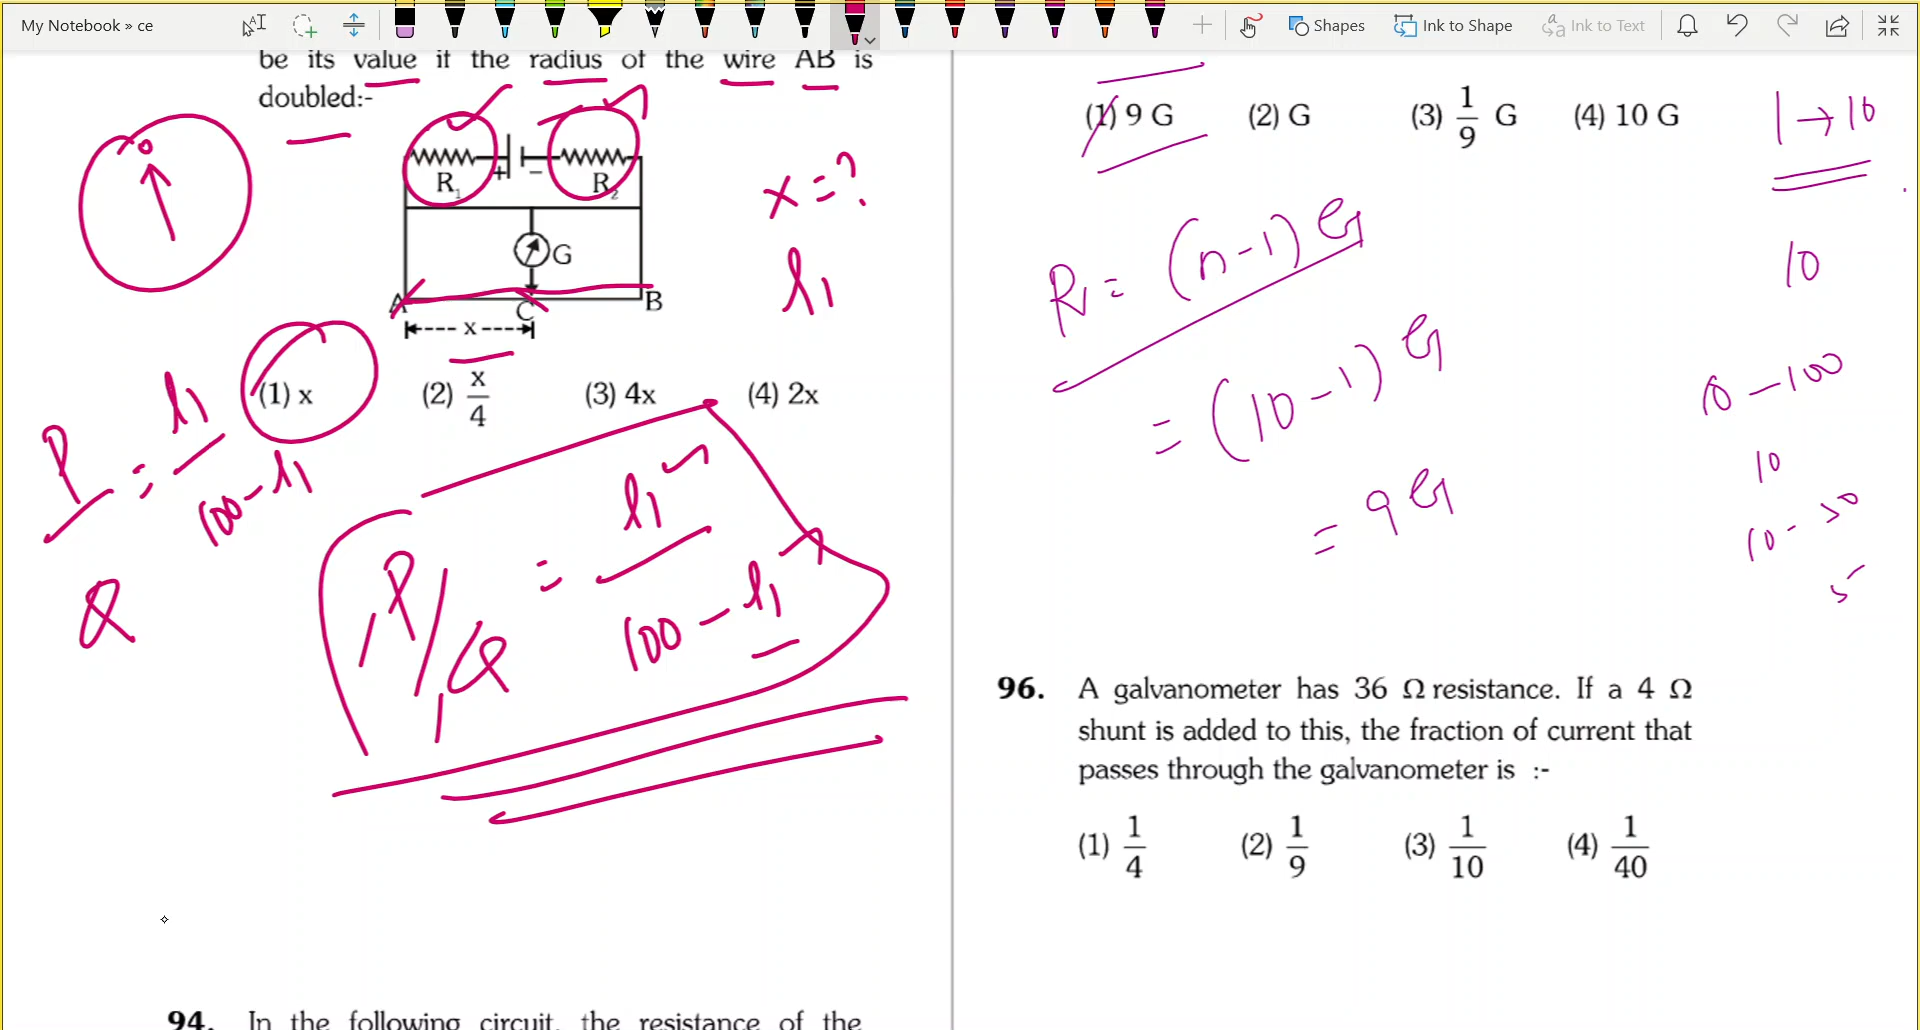 My Notebook » ce
Shapes
Ink to Shape
Ink to Text
be its value if the radius of the wire AB is
doubled:-
R₁ + − R₂
G
A C B
x
x = ?
l₁
(1) x (2) x/4 (3) 4x (4) 2x
P/Q = l₁/100-l₁
P/Q = l₁/100-l₁
94. In the following circuit, the resistance of the
(1) 9 G (2) G (3) 1/9 G (4) 10 G
1 → 10
R = (n-1) G
= (10-1) G
= 9 G
10
10
5
96. A galvanometer has 36 Ω resistance. If a 4 Ω
shunt is added to this, the fraction of current that
passes through the galvanometer is :-
(1) 1/4 (2) 1/9 (3) 1/10 (4) 1/40